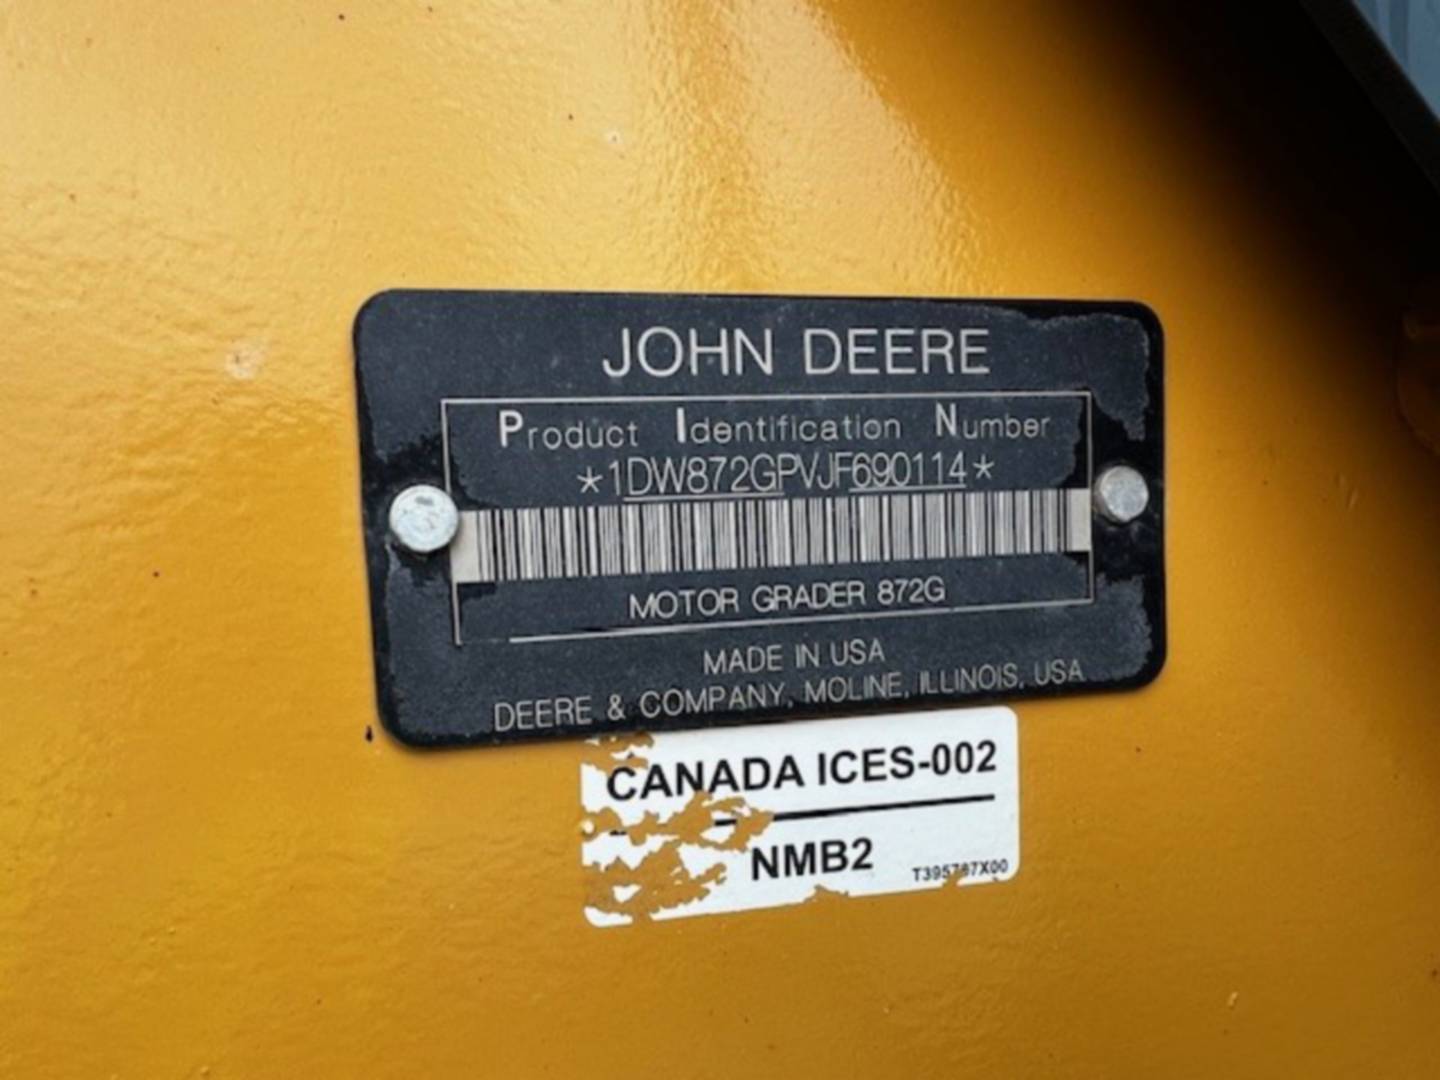 JOHN DEERE
Product Identification Number
*1DW872GPVJF690114*
MOTOR GRADER 872G
MADE IN USA
DEERE & COMPANY, MOLINE, ILLINOIS, USA
CANADA ICES-002
NMB2
T395787X00